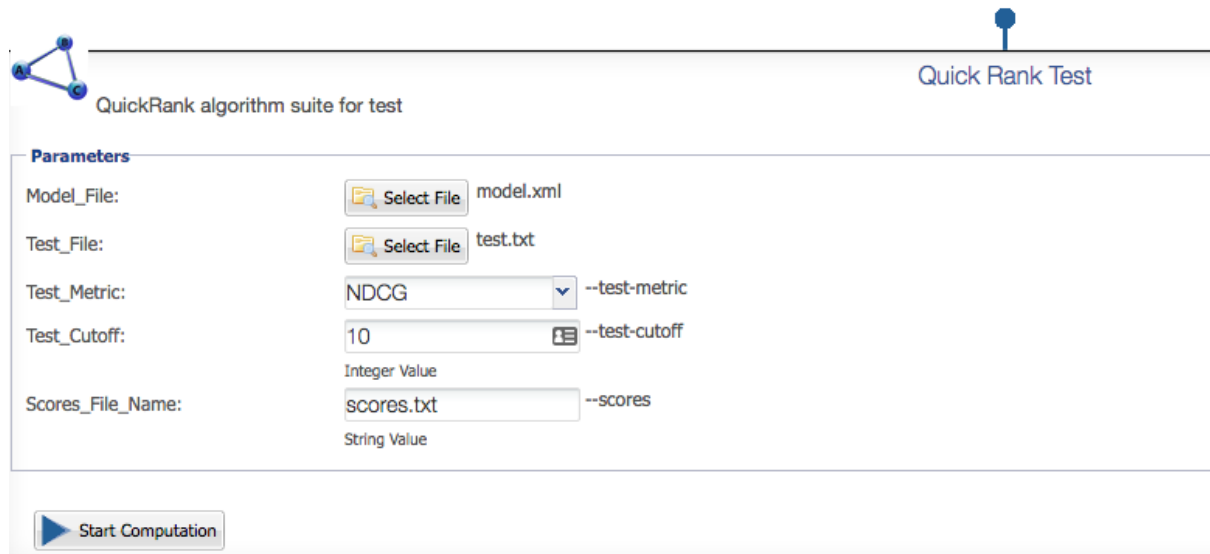 B
A
C
Quick Rank Test
QuickRank algorithm suite for test
Parameters
Model_File: Select File model.xml
Test_File: Select File test.txt
Test_Metric: NDCG --test-metric
Test_Cutoff: 10 --test-cutoff
Integer Value
Scores_File_Name: scores.txt --scores
String Value
Start Computation